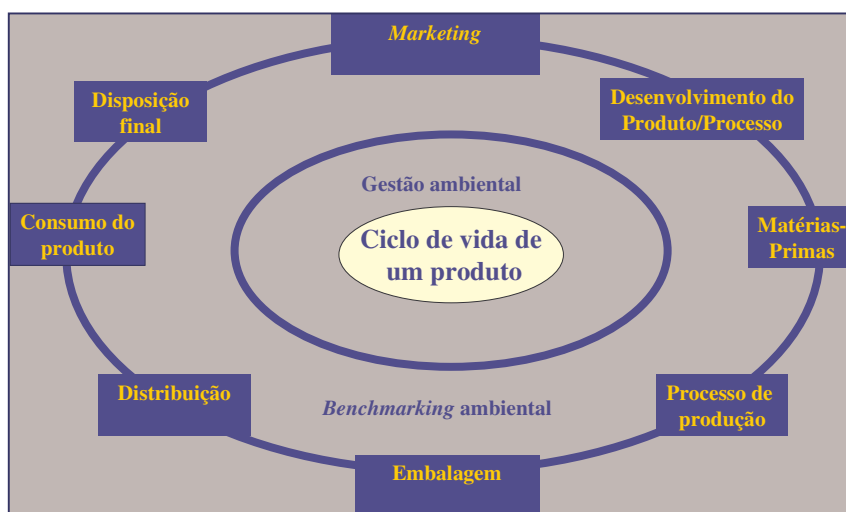 Marketing
Disposição
final
Desenvolvimento do
Produto/Processo
Gestão ambiental
Consumo do
produto
Ciclo de vida de
um produto
Matérias-
Primas
Distribuição
Benchmarking ambiental
Processo de
produção
Embalagem